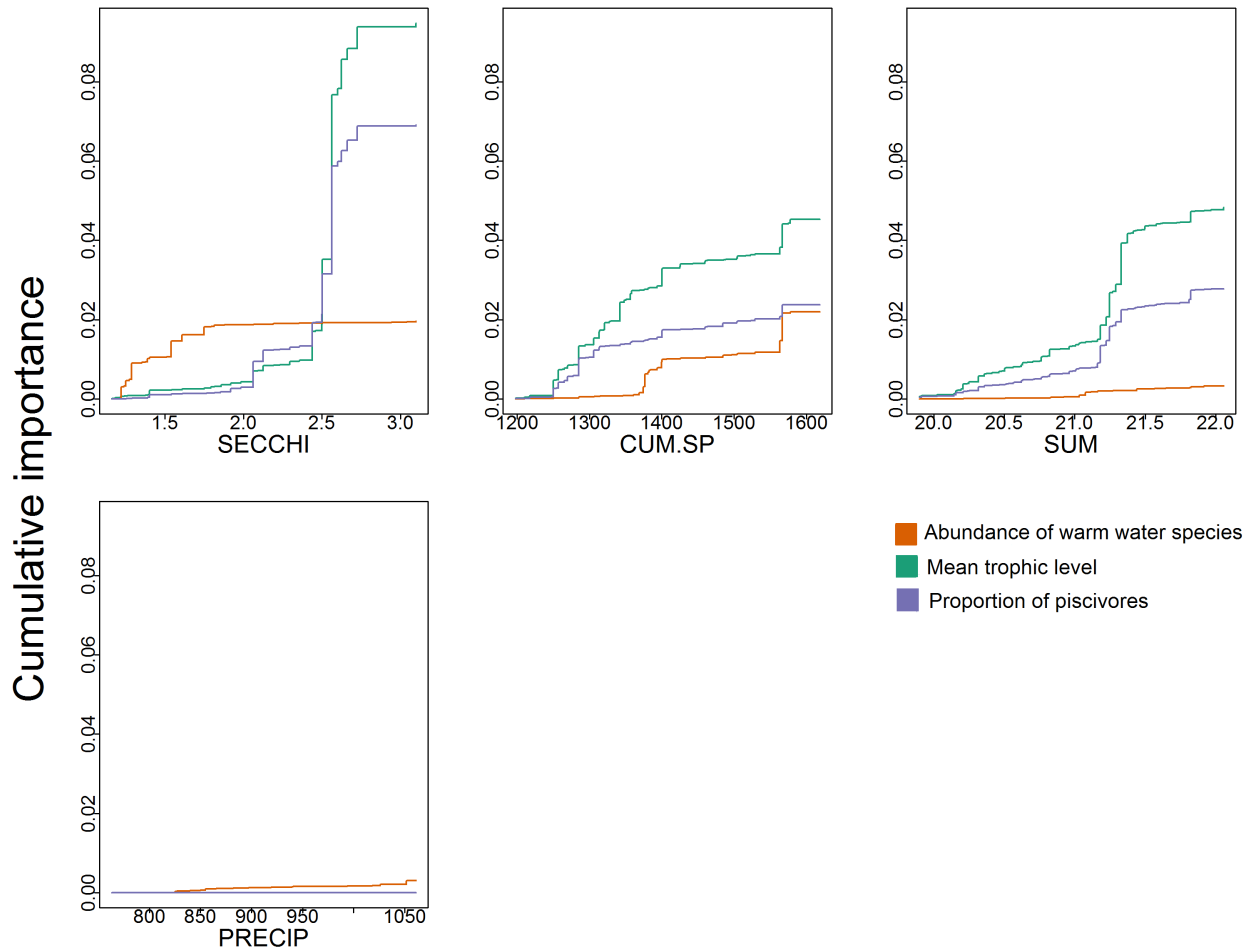 Cumulative importance
0.00 0.02 0.04 0.06 0.08
1.5 2.0 2.5 3.0
SECCHI
0.00 0.02 0.04 0.06 0.08
1200 1300 1400 1500 1600
CUM.SP
0.00 0.02 0.04 0.06 0.08
20.0 20.5 21.0 21.5 22.0
SUM
0.00 0.02 0.04 0.06 0.08
800 850 900 950 1050
PRECIP
Abundance of warm water species
Mean trophic level
Proportion of piscivores